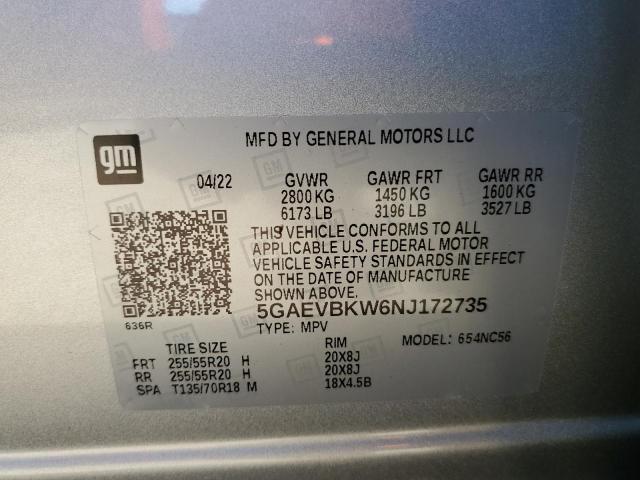 gm
MFD BY GENERAL MOTORS LLC
04/22 GVWR GAWR FRT GAWR RR
2800 KG 1450 KG 1600 KG
6173 LB 3196 LB 3527 LB
THIS VEHICLE CONFORMS TO ALL
APPLICABLE U.S. FEDERAL MOTOR
VEHICLE SAFETY STANDARDS IN EFFECT
ON THE DATE OF MANUFACTURE
SHOWN ABOVE.
636R
5GAEVBKW6NJ172735
TYPE: MPV MODEL: 654NC56
TIRE SIZE RIM
FRT 255/55R20 H 20X8J
RR 255/55R20 H 20X8J
SPA T135/70R18 M 18X4.5B